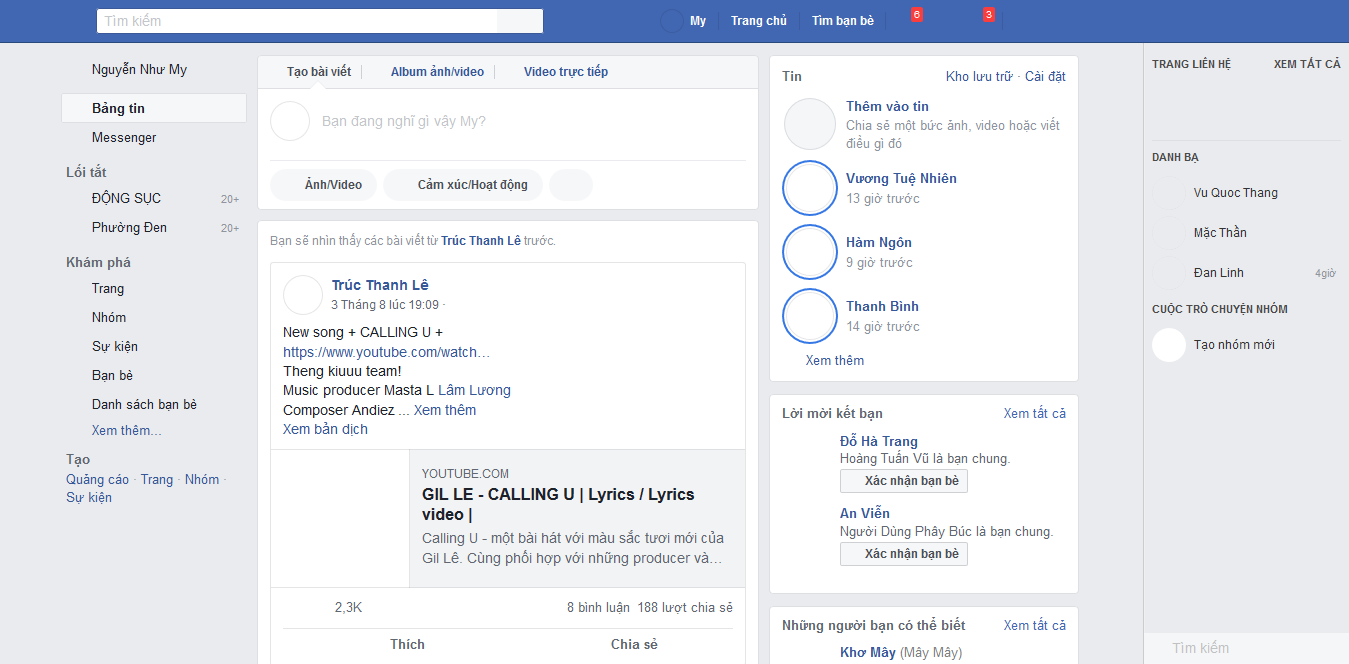 Tìm kiếm
My
Trang chủ
Tìm bạn bè
6
3
Nguyễn Như My
Bảng tin
Messenger
Lối tắt
ĐỘNG SỤC 20+
Phường Đen 20+
Khám phá
Trang
Nhóm
Sự kiện
Bạn bè
Danh sách bạn bè
Xem thêm...
Tạo
Quảng cáo · Trang · Nhóm ·
Sự kiện
Tạo bài viết
Album ảnh/video
Video trực tiếp
Bạn đang nghĩ gì vậy My?
Ảnh/Video
Cảm xúc/Hoạt động
Bạn sẽ nhìn thấy các bài viết từ Trúc Thanh Lê trước.
Trúc Thanh Lê
3 Tháng 8 lúc 19:09 ·
New song + CALLING U +
https://www.youtube.com/watch…
Theng kiuuu team!
Music producer Masta L Lâm Lương
Composer Andiez ... Xem thêm
Xem bản dịch
YOUTUBE.COM
GIL LE - CALLING U | Lyrics / Lyrics
video |
Calling U - một bài hát với màu sắc tươi mới của
Gil Lê. Cùng phối hợp với những producer và…
2,3K
8 bình luận 188 lượt chia sẻ
Thích
Chia sẻ
Tin
Kho lưu trữ · Cài đặt
Thêm vào tin
Chia sẻ một bức ảnh, video hoặc viết
điều gì đó
Vương Tuệ Nhiên
13 giờ trước
Hàm Ngôn
9 giờ trước
Thanh Bình
14 giờ trước
Xem thêm
Lời mời kết bạn
Xem tất cả
Đỗ Hà Trang
Hoàng Tuấn Vũ là bạn chung.
Xác nhận bạn bè
An Viễn
Người Dùng Phây Búc là bạn chung.
Xác nhận bạn bè
Những người bạn có thể biết
Xem tất cả
Khơ Mây (Mây Mây)
TRANG LIÊN HỆ
XEM TẤT CẢ
DANH BẠ
Vu Quoc Thang
Mặc Thần
Đan Linh 4giờ
CUỘC TRÒ CHUYỆN NHÓM
Tạo nhóm mới
Tìm kiếm